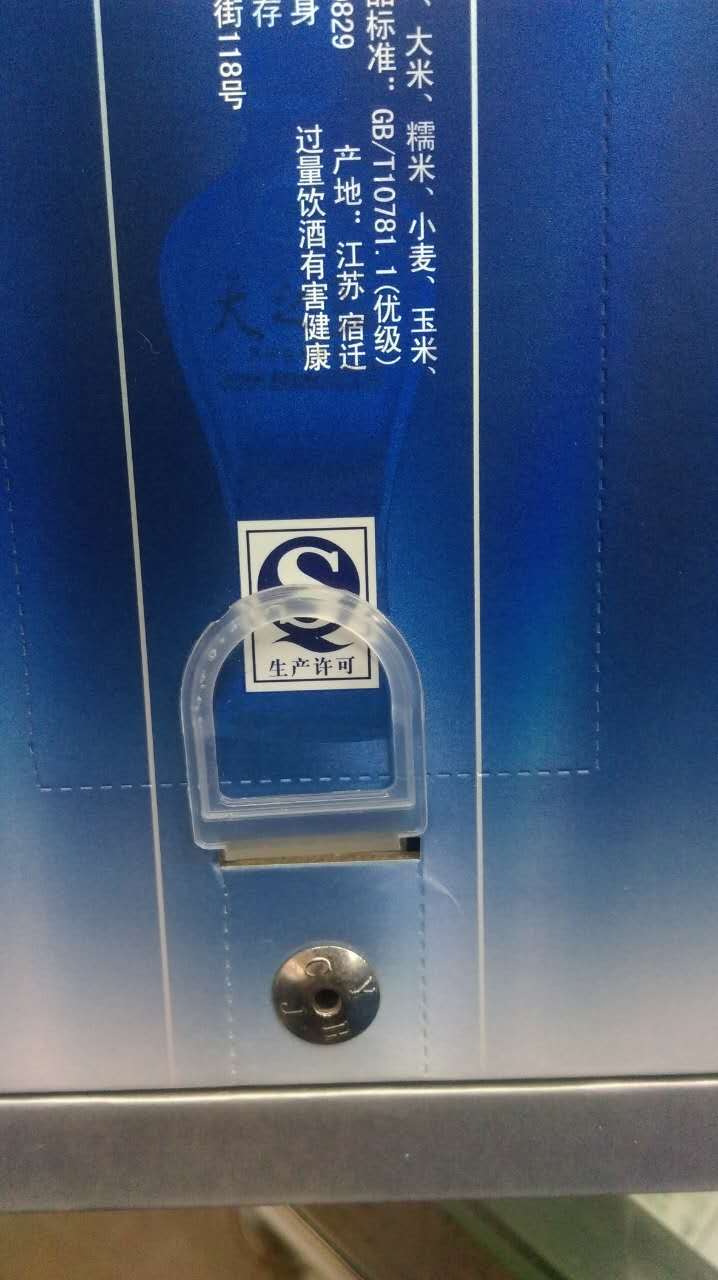 、大米、糯米、小麦、玉米、
品标准：GB/T10781.1(优级)
0829 产地：江苏 宿迁
身 过量饮酒有害健康
存
街118号
S
生产许可
C Y H J